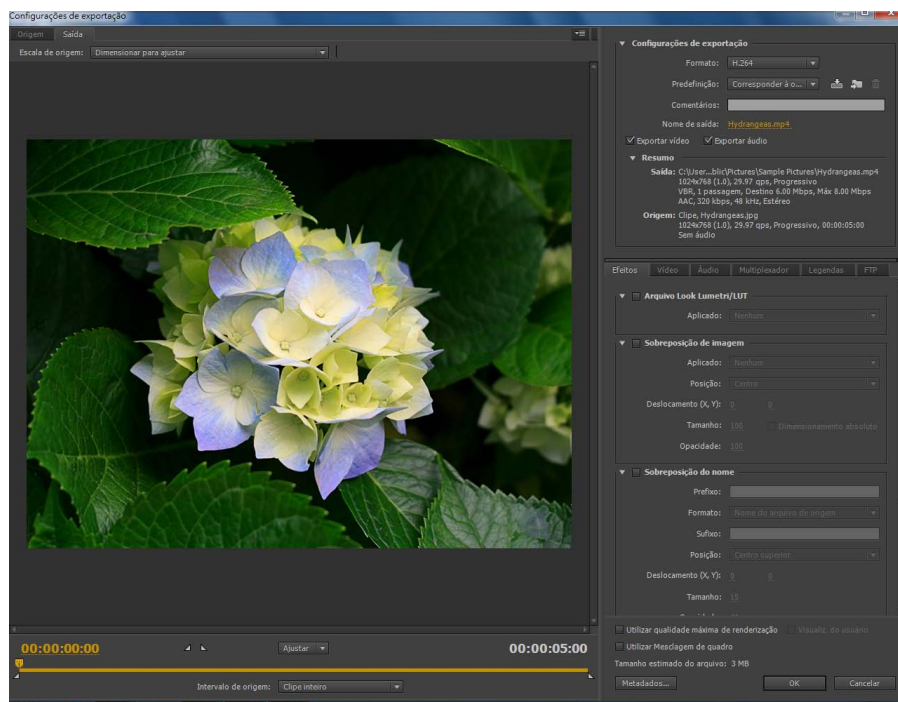 Configurações de exportação
Origem Saída
Escala de origem: Dimensionar para ajustar
00:00:00:00 Ajustar 00:00:05:00
Intervalo de origem: Clipe inteiro
Configurações de exportação
Formato: H.264
Predefinição: Corresponder à o...
Comentários:
Nome de saída: Hydrangeas.mp4
Exportar vídeo Exportar áudio
Resumo
Saída: C:\User...blic\Pictures\Sample Pictures\Hydrangeas.mp4
1024x768 (1.0), 29.97 qps, Progressivo
VBR, 1 passagem, Destino 6.00 Mbps, Máx 8.00 Mbps
AAC, 320 kbps, 48 kHz, Estéreo
Origem: Clipe, Hydrangeas.jpg
1024x768 (1.0), 29.97 qps, Progressivo, 00:00:05:00
Sem áudio
Efeitos Vídeo Áudio Multiplexador Legendas FTP
Arquivo Look Lumetri/LUT
Aplicado: Nenhum
Sobreposição de imagem
Aplicado: Nenhum
Posição: Centro
Deslocamento (X, Y): 0 0
Tamanho: 100 Dimensionamento absoluto
Opacidade: 100
Sobreposição do nome
Prefixo:
Formato: Nome do arquivo de origem
Sufixo:
Posição: Centro superior
Deslocamento (X, Y): 0 0
Tamanho: 15
Utilizar qualidade máxima de renderização Visualiz. do usuário
Utilizar Mesclagem de quadro
Tamanho estimado do arquivo: 3 MB
Metadados... OK Cancelar